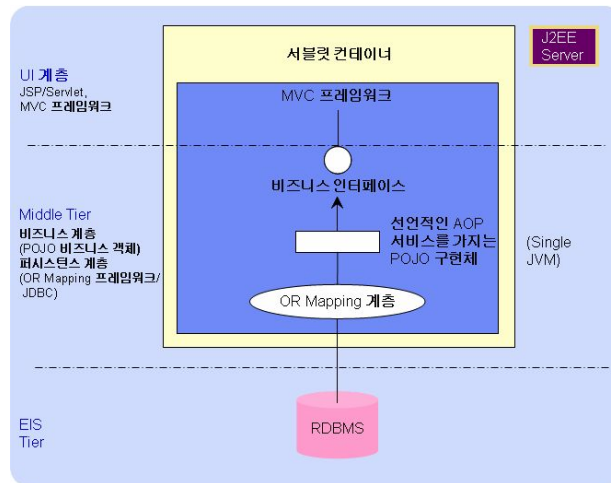 서블릿 컨테이너
J2EE
Server
UI 계층
JSP/Servlet,
MVC 프레임워크
MVC 프레임워크
비즈니스 인터페이스
Middle Tier
비즈니스 계층
(POJO 비즈니스 객체)
퍼시스턴스 계층
(OR Mapping 프레임워크/
JDBC)
선언적인 AOP
서비스를 가지는
POJO 구현체
(Single
JVM)
OR Mapping 계층
EIS
Tier
RDBMS